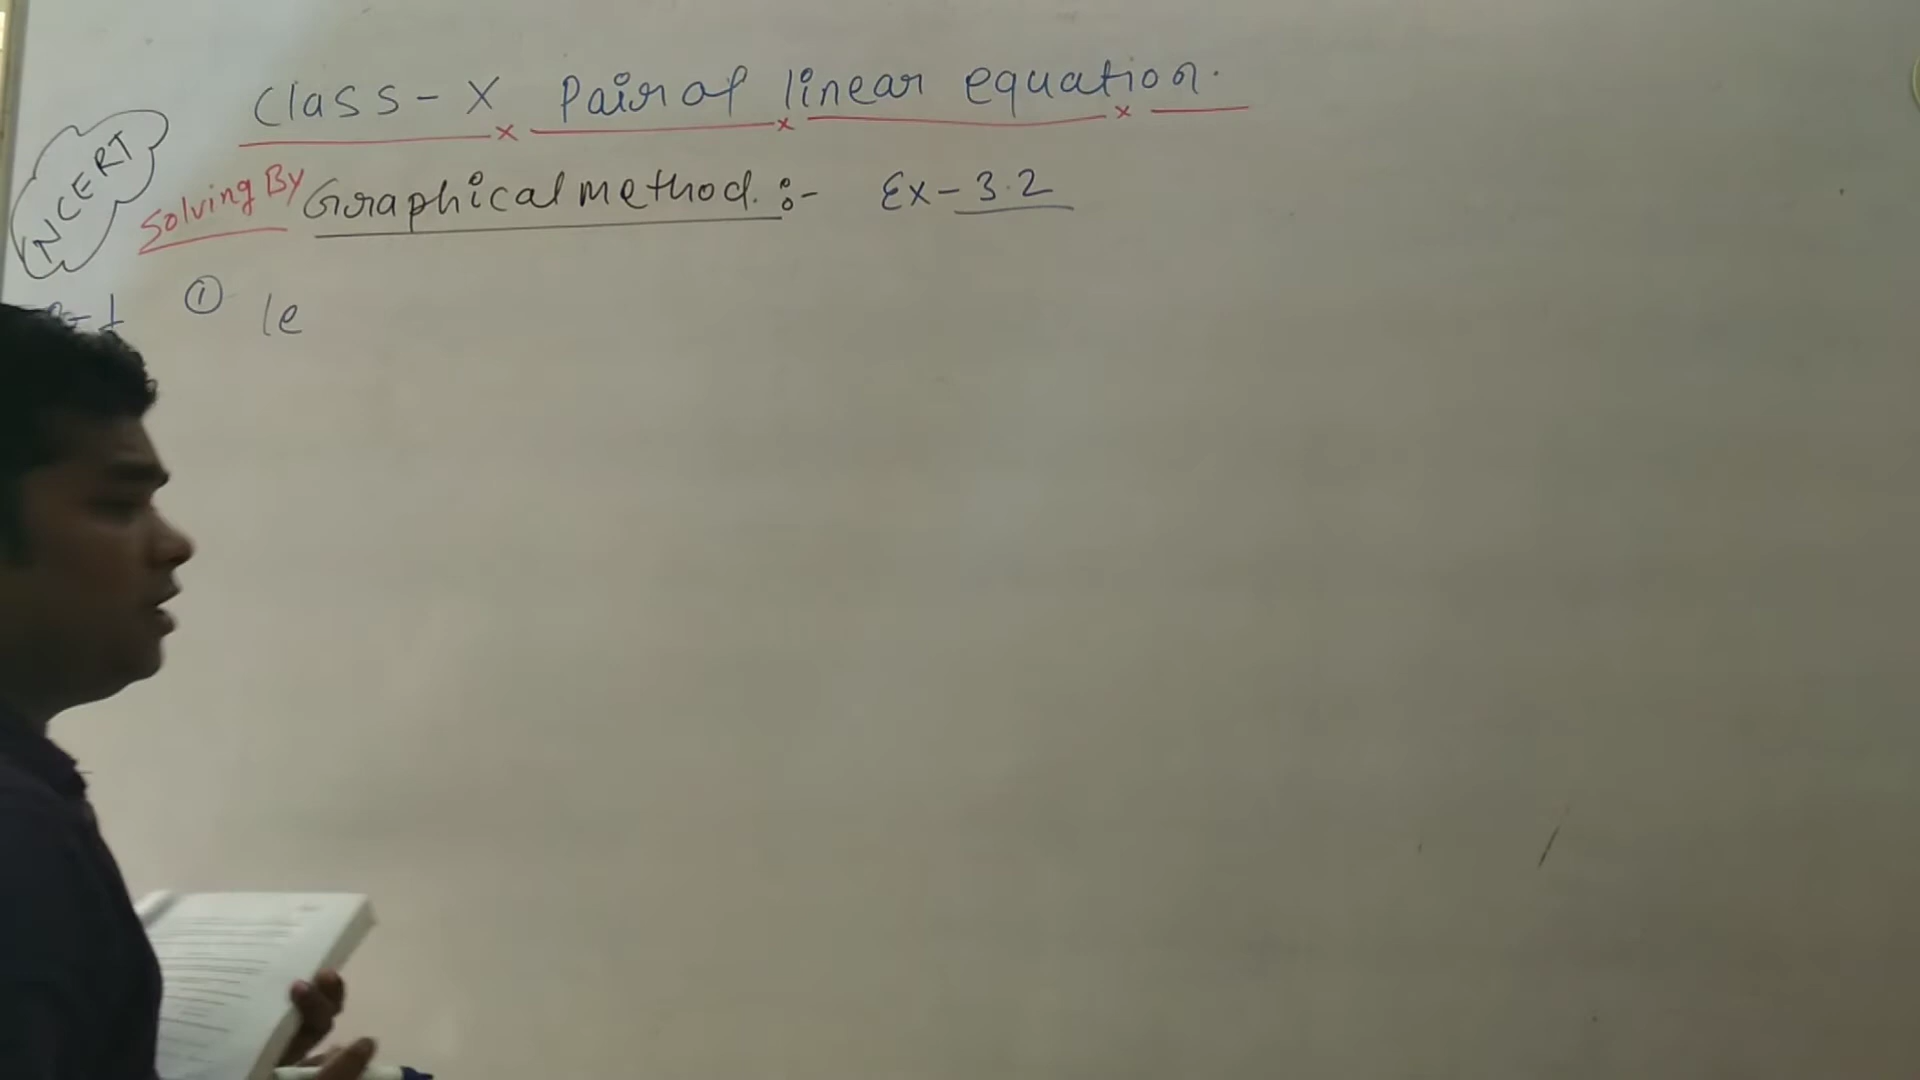 Class - X Pair of linear equation.
NCERT
Solving By Graphical method. :- Ex - 3.2
① le